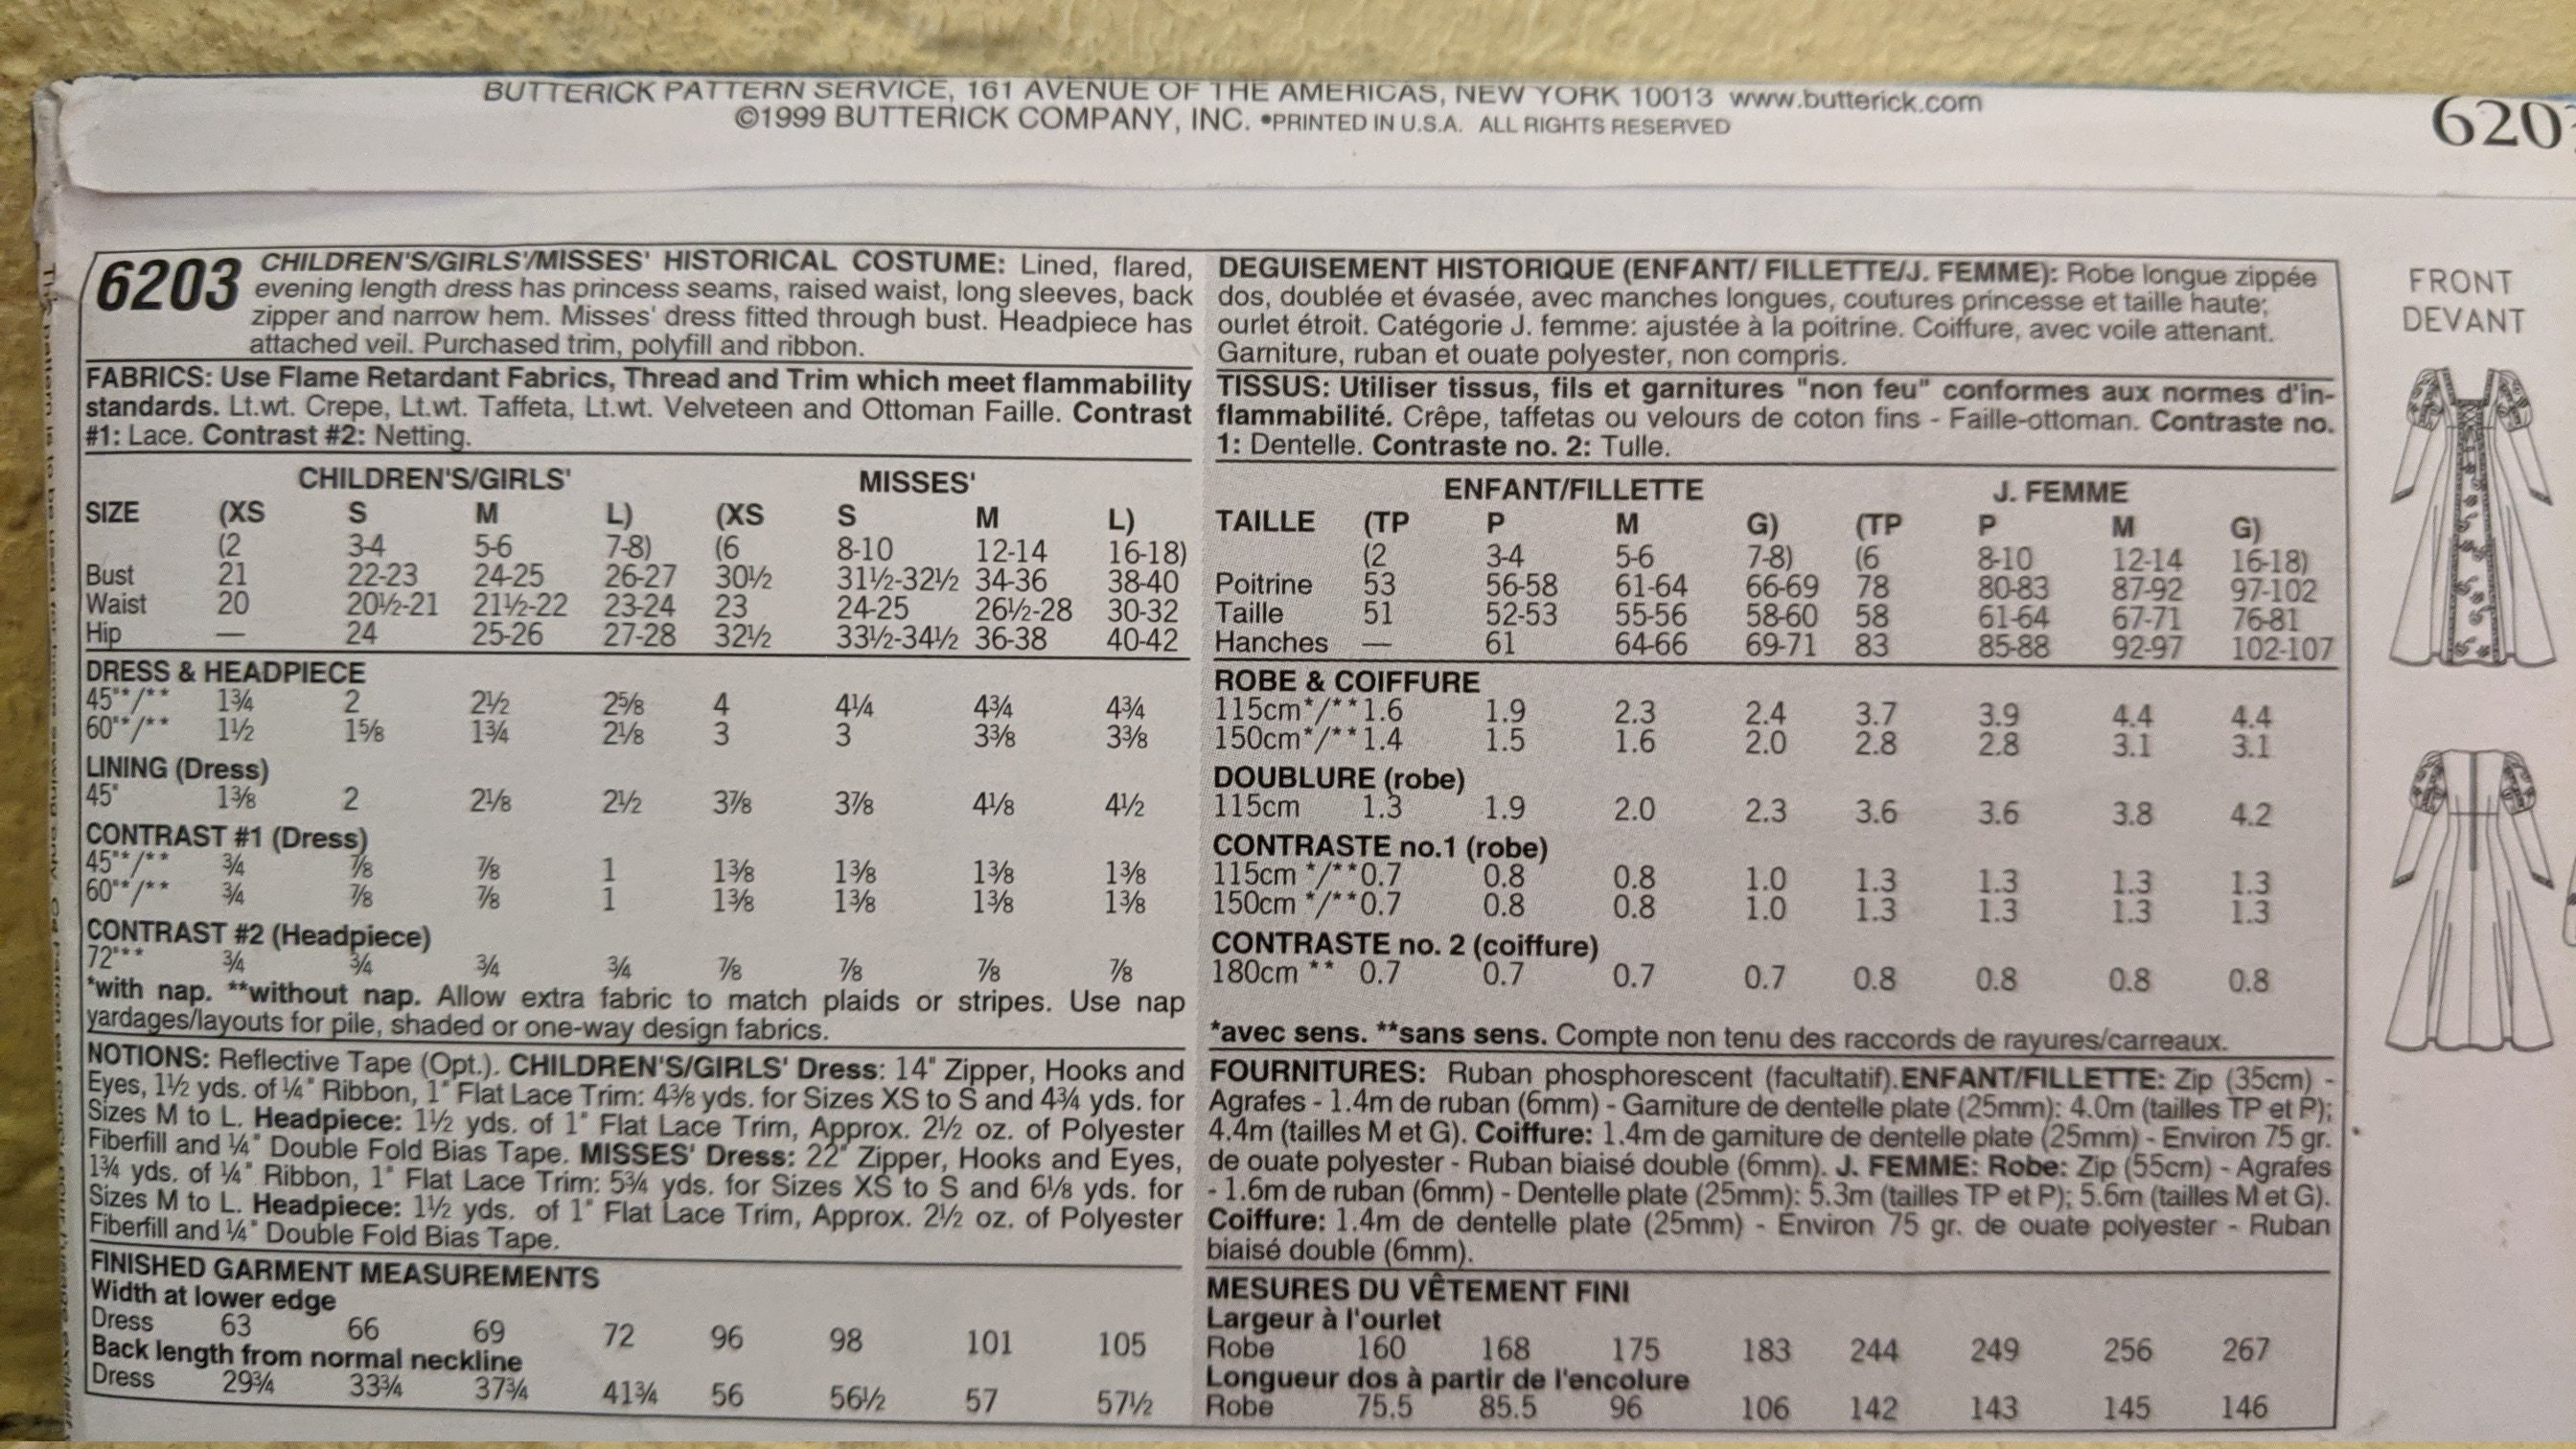 BUTTERICK PATTERN SERVICE, 161 AVENUE OF THE AMERICAS, NEW YORK 10013 www.butterick.com
©1999 BUTTERICK COMPANY, INC. •PRINTED IN U.S.A. ALL RIGHTS RESERVED
6203 CHILDREN'S/GIRLS'/MISSES' HISTORICAL COSTUME: Lined, flared,
evening length dress has princess seams, raised waist, long sleeves, back
zipper and narrow hem. Misses' dress fitted through bust. Headpiece has
attached veil. Purchased trim, polyfill and ribbon.
FABRICS: Use Flame Retardant Fabrics, Thread and Trim which meet flammability
standards. Lt.wt. Crepe, Lt.wt. Taffeta, Lt.wt. Velveteen and Ottoman Faille. Contrast
#1: Lace. Contrast #2: Netting.
CHILDREN'S/GIRLS' MISSES'
SIZE (XS S M L) (XS S M L)
(2 3-4 5-6 7-8) (6 8-10 12-14 16-18)
Bust 21 22-23 24-25 26-27 30½ 31½-32½ 34-36 38-40
Waist 20 20½-21 21½-22 23-24 23 24-25 26½-28 30-32
Hip — 24 25-26 27-28 32½ 33½-34½ 36-38 40-42
DRESS & HEADPIECE
45"*/** 1¾ 2 2½ 2⅝ 4 4¼ 4¾ 4¾
60"*/** 1½ 1⅝ 1¾ 2⅛ 3 3 3⅜ 3⅜
LINING (Dress)
45" 1⅜ 2 2⅛ 2½ 3⅞ 3⅞ 4⅛ 4½
CONTRAST #1 (Dress)
45"*/** ¾ ⅞ ⅞ 1 1⅜ 1⅜ 1⅜ 1⅜
60"*/** ¾ ⅞ ⅞ 1 1⅜ 1⅜ 1⅜ 1⅜
CONTRAST #2 (Headpiece)
72"** ¾ ¾ ¾ ¾ ⅞ ⅞ ⅞ ⅞
*with nap. **without nap. Allow extra fabric to match plaids or stripes. Use nap
yardages/layouts for pile, shaded or one-way design fabrics.
NOTIONS: Reflective Tape (Opt.). CHILDREN'S/GIRLS' Dress: 14" Zipper, Hooks and
Eyes, 1½ yds. of ¼" Ribbon, 1" Flat Lace Trim: 4⅜ yds. for Sizes XS to S and 4¾ yds. for
Sizes M to L. Headpiece: 1½ yds. of 1" Flat Lace Trim, Approx. 2½ oz. of Polyester
Fiberfill and ¼" Double Fold Bias Tape. MISSES' Dress: 22" Zipper, Hooks and Eyes,
1¾ yds. of ¼" Ribbon, 1" Flat Lace Trim: 5¾ yds. for Sizes XS to S and 6⅛ yds. for
Sizes M to L. Headpiece: 1½ yds. of 1" Flat Lace Trim, Approx. 2½ oz. of Polyester
Fiberfill and ¼" Double Fold Bias Tape.
FINISHED GARMENT MEASUREMENTS
Width at lower edge
Dress 63 66 69 72 96 98 101 105
Back length from normal neckline
Dress 29¾ 33¾ 37¾ 41¾ 56 56½ 57 57½
DEGUISEMENT HISTORIQUE (ENFANT/ FILLETTE/J. FEMME): Robe longue zippée
dos, doublée et évasée, avec manches longues, coutures princesse et taille haute;
ourlet étroit. Catégorie J. femme: ajustée à la poitrine. Coiffure, avec voile attenant.
Garniture, ruban et ouate polyester, non compris.
TISSUS: Utiliser tissus, fils et garnitures "non feu" conformes aux normes d'in-
flammabilité. Crêpe, taffetas ou velours de coton fins - Faille-ottoman. Contraste no.
1: Dentelle. Contraste no. 2: Tulle.
ENFANT/FILLETTE J. FEMME
TAILLE (TP P M G) (TP P M G)
(2 3-4 5-6 7-8) (6 8-10 12-14 16-18)
Poitrine 53 56-58 61-64 66-69 78 80-83 87-92 97-102
Taille 51 52-53 55-56 58-60 58 61-64 67-71 76-81
Hanches — 61 64-66 69-71 83 85-88 92-97 102-107
ROBE & COIFFURE
115cm*/** 1.6 1.9 2.3 2.4 3.7 3.9 4.4 4.4
150cm*/** 1.4 1.5 1.6 2.0 2.8 2.8 3.1 3.1
DOUBLURE (robe)
115cm 1.3 1.9 2.0 2.3 3.6 3.6 3.8 4.2
CONTRASTE no.1 (robe)
115cm */** 0.7 0.8 0.8 1.0 1.3 1.3 1.3 1.3
150cm */** 0.7 0.8 0.8 1.0 1.3 1.3 1.3 1.3
CONTRASTE no. 2 (coiffure)
180cm ** 0.7 0.7 0.7 0.7 0.8 0.8 0.8 0.8
*avec sens. **sans sens. Compte non tenu des raccords de rayures/carreaux.
FOURNITURES: Ruban phosphorescent (facultatif).ENFANT/FILLETTE: Zip (35cm) -
Agrafes - 1.4m de ruban (6mm) - Garniture de dentelle plate (25mm): 4.0m (tailles TP et P);
4.4m (tailles M et G). Coiffure: 1.4m de garniture de dentelle plate (25mm) - Environ 75 gr.
de ouate polyester - Ruban biaisé double (6mm). J. FEMME: Robe: Zip (55cm) - Agrafes
- 1.6m de ruban (6mm) - Dentelle plate (25mm): 5.3m (tailles TP et P); 5.6m (tailles M et G).
Coiffure: 1.4m de dentelle plate (25mm) - Environ 75 gr. de ouate polyester - Ruban
biaisé double (6mm).
MESURES DU VÊTEMENT FINI
Largeur à l'ourlet
Robe 160 168 175 183 244 249 256 267
Longueur dos à partir de l'encolure
Robe 75.5 85.5 96 106 142 143 145 146
FRONT
DEVANT